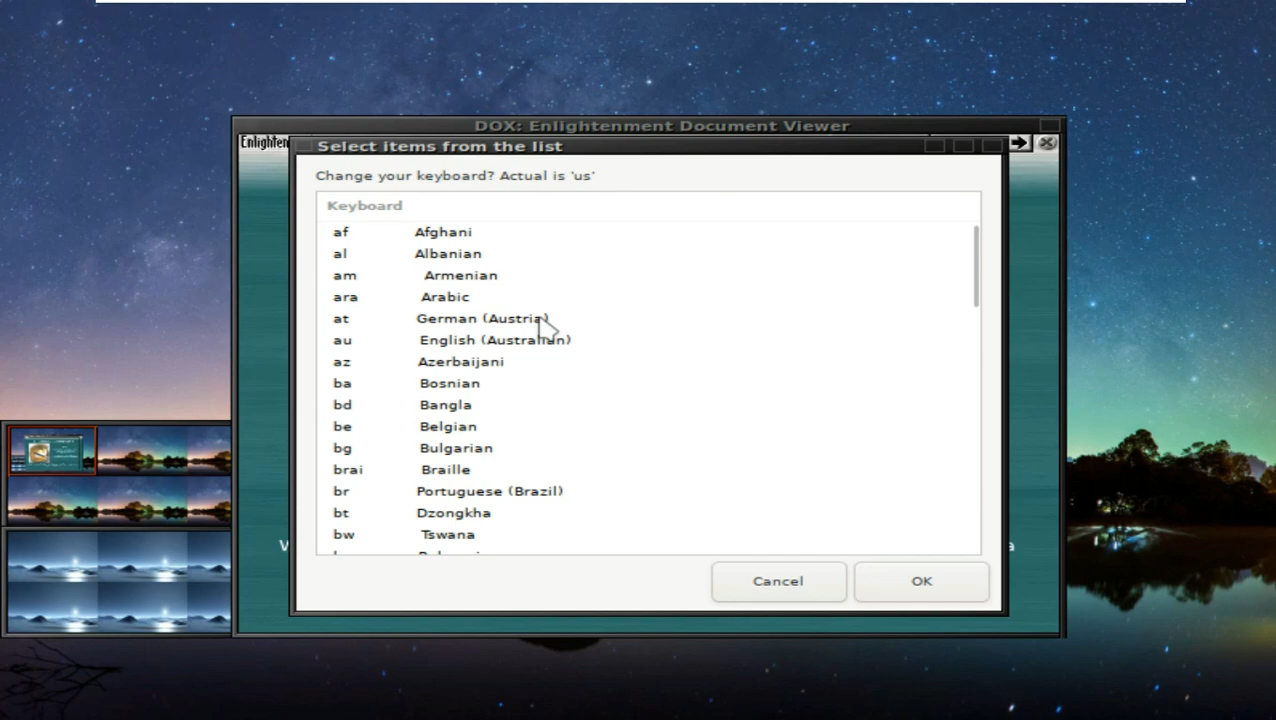 DOX: Enlightenment Document Viewer
Enlighten
Select items from the list
Change your keyboard? Actual is 'us'
Keyboard
af Afghani
al Albanian
am Armenian
ara Arabic
at German (Austria)
au English (Australian)
az Azerbaijani
ba Bosnian
bd Bangla
be Belgian
bg Bulgarian
brai Braille
br Portuguese (Brazil)
bt Dzongkha
bw Tswana
Cancel OK